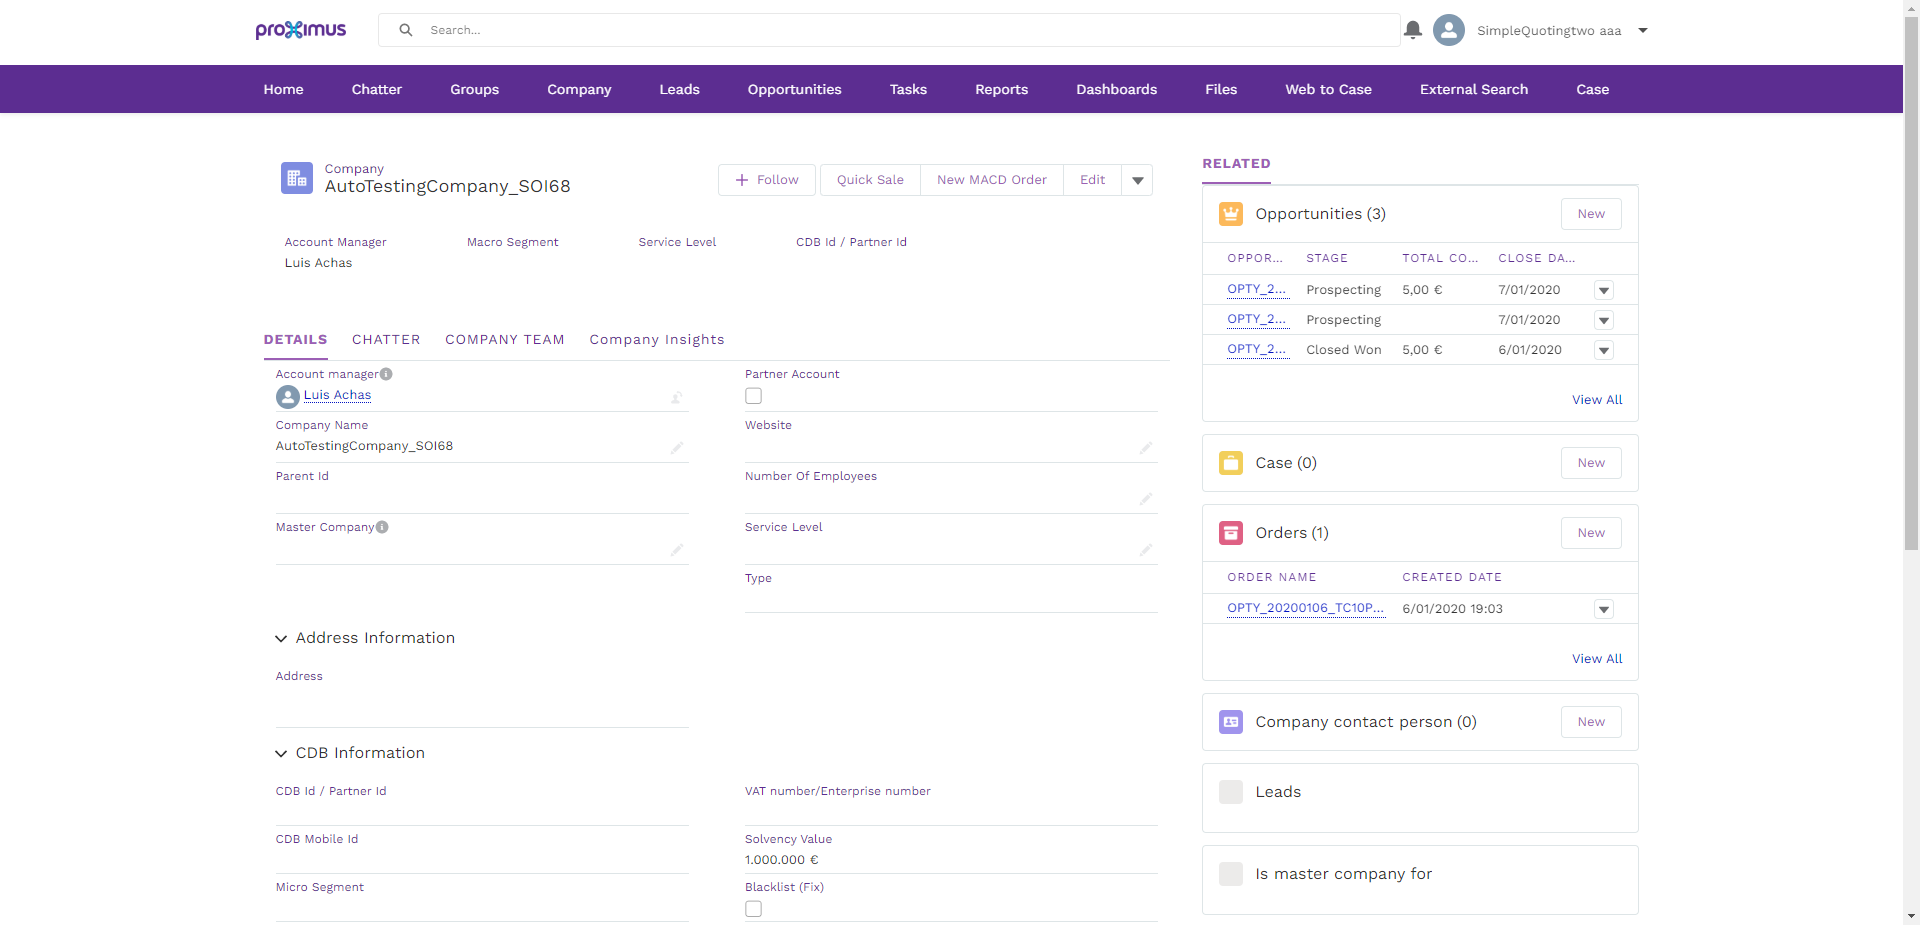 proximus
Search...
SimpleQuotingtwo aaa
Home Chatter Groups Company Leads Opportunities Tasks Reports Dashboards Files Web to Case External Search Case
Company
AutoTestingCompany_SOI68
Follow Quick Sale New MACD Order Edit
Account Manager Macro Segment Service Level CDB Id / Partner Id
Luis Achas
DETAILS CHATTER COMPANY TEAM Company Insights
Account manager
Luis Achas
Partner Account
Company Name
AutoTestingCompany_SOI68
Website
Parent Id
Number Of Employees
Master Company
Service Level
Type
Address Information
Address
CDB Information
CDB Id / Partner Id
VAT number/Enterprise number
CDB Mobile Id
Solvency Value
1.000.000 €
Micro Segment
Blacklist (Fix)
RELATED
Opportunities (3)
New
OPPOR... STAGE TOTAL CO... CLOSE DA...
OPTY_2... Prospecting 5,00 € 7/01/2020
OPTY_2... Prospecting 7/01/2020
OPTY_2... Closed Won 5,00 € 6/01/2020
View All
Case (0)
New
Orders (1)
New
ORDER NAME CREATED DATE
OPTY_20200106_TC10P... 6/01/2020 19:03
View All
Company contact person (0)
New
Leads
Is master company for